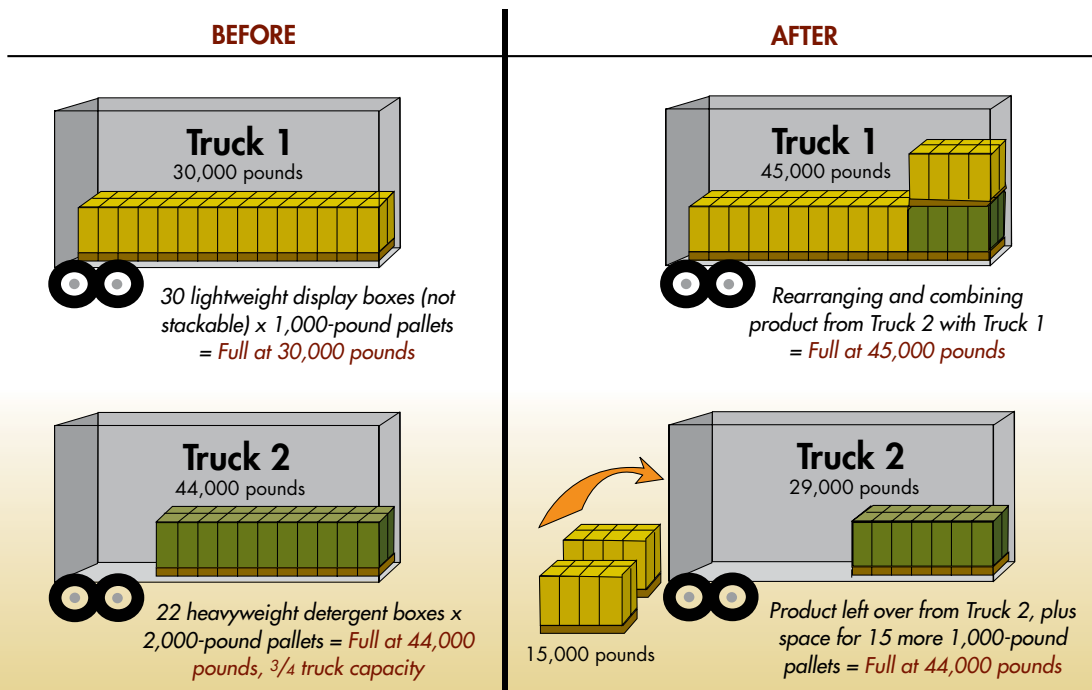 BEFORE
Truck 1
30,000 pounds
30 lightweight display boxes (not
stackable) x 1,000-pound pallets
= Full at 30,000 pounds
Truck 2
44,000 pounds
22 heavyweight detergent boxes x
2,000-pound pallets = Full at 44,000
pounds, 3/4 truck capacity
AFTER
Truck 1
45,000 pounds
Rearranging and combining
product from Truck 2 with Truck 1
= Full at 45,000 pounds
Truck 2
29,000 pounds
15,000 pounds
Product left over from Truck 2, plus
space for 15 more 1,000-pound
pallets = Full at 44,000 pounds